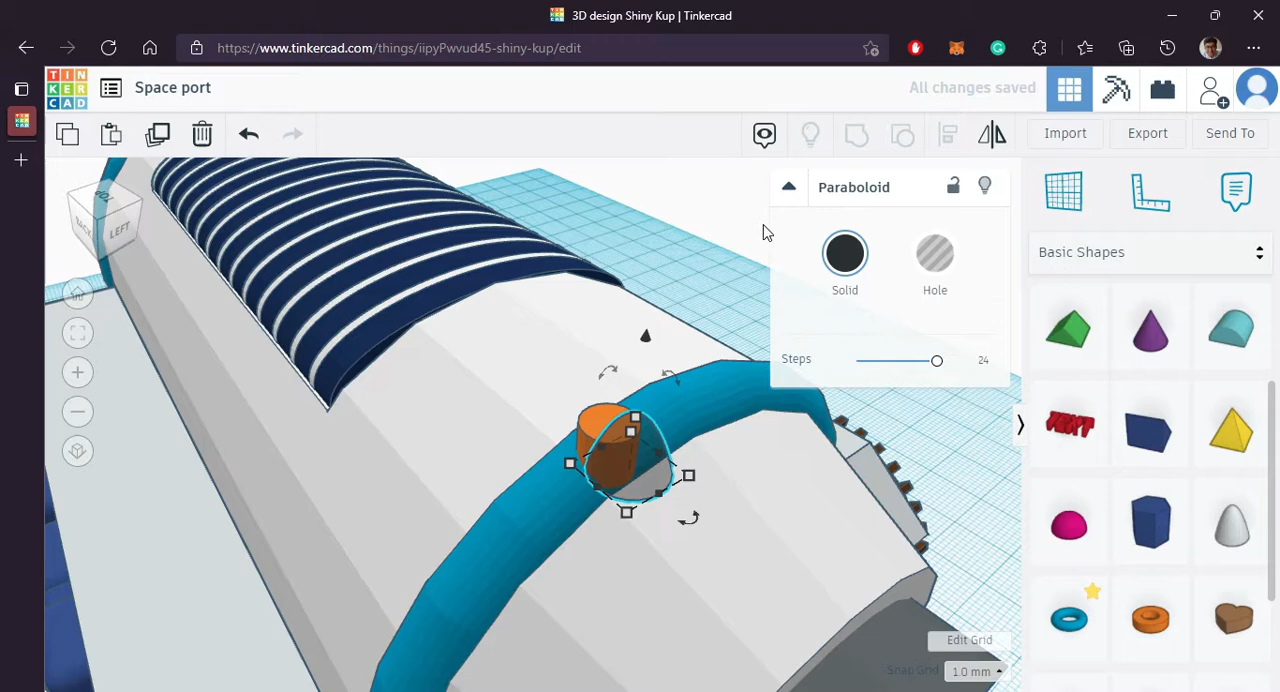 3D design Shiny Kup | Tinkercad
https://www.tinkercad.com/things/iipyPwvud45-shiny-kup/edit
TIN
KER
CAD
Space port
All changes saved
Import
Export
Send To
Paraboloid
Solid
Hole
Steps
24
TOP
BACK
LEFT
Basic Shapes
Edit Grid
Snap Grid
1.0 mm